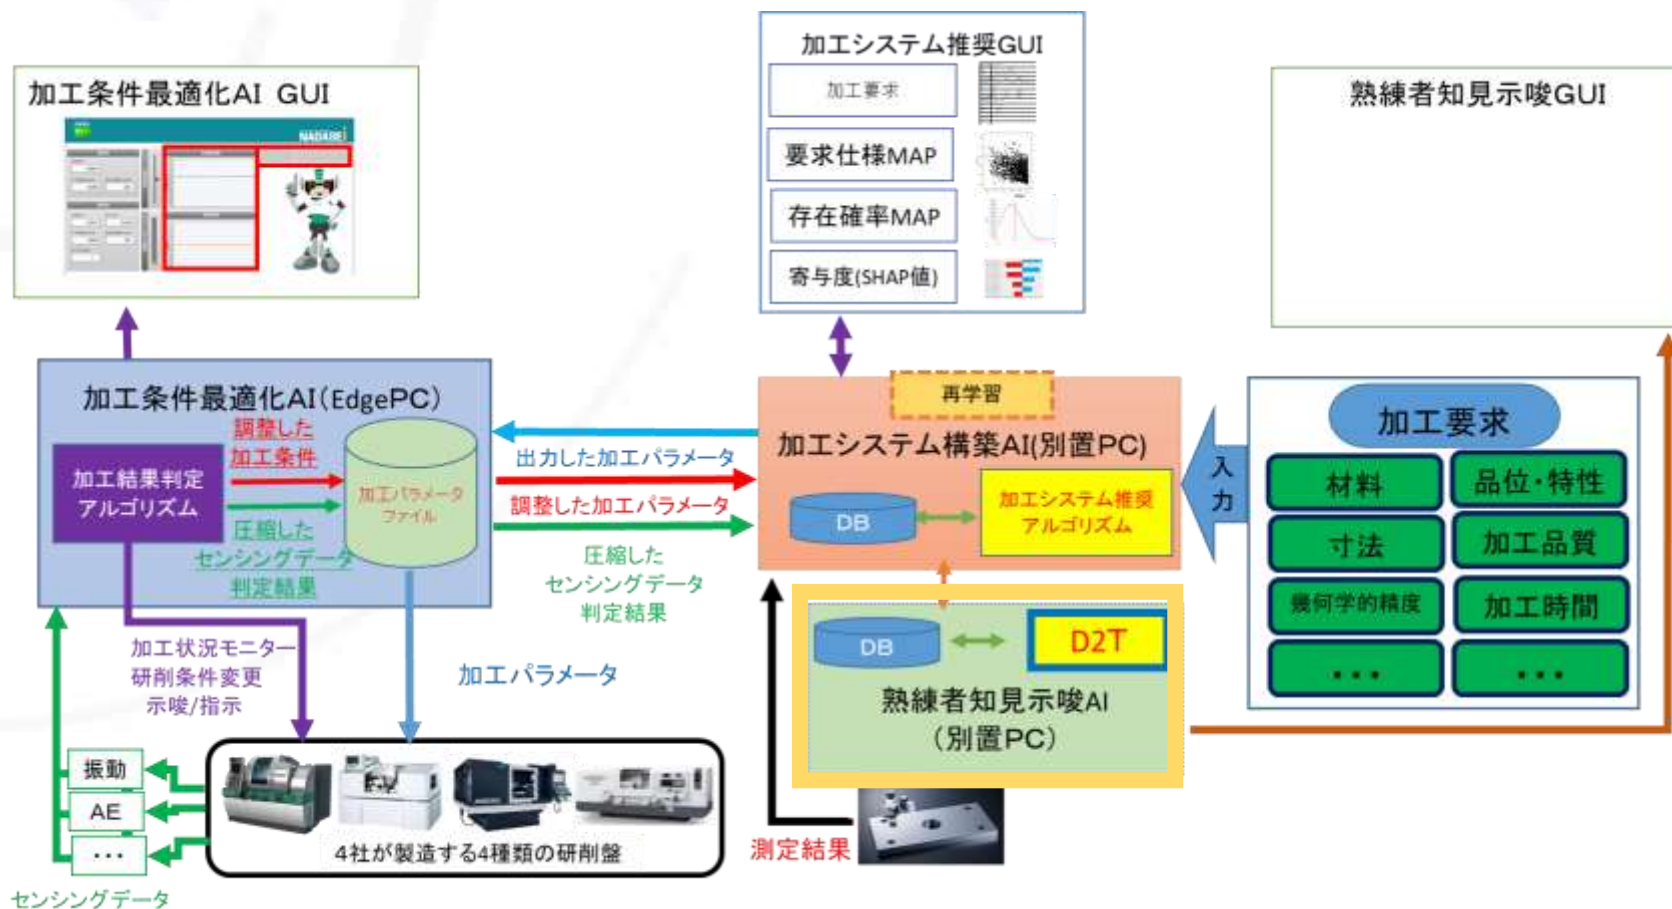 加工条件最適化AI GUI
NADARE
加工システム推奨GUI
加工要求
要求仕様MAP
存在確率MAP
寄与度(SHAP値)
熟練者知見示唆GUI
加工条件最適化AI(EdgePC)
加工結果判定
アルゴリズム
調整した
加工条件
圧縮した
センシングデータ
判定結果
加工パラメータ
ファイル
出力した加工パラメータ
調整した加工パラメータ
圧縮した
センシングデータ
判定結果
再学習
加工システム構築AI(別置PC)
DB
加工システム推奨
アルゴリズム
入力
加工要求
材料
品位・特性
寸法
加工品質
幾何学的精度
加工時間
・・・
・・・
DB
D2T
熟練者知見示唆AI
(別置PC)
加工状況モニター
研削条件変更
示唆/指示
加工パラメータ
振動
AE
・・・
センシングデータ
4社が製造する4種類の研削盤
測定結果